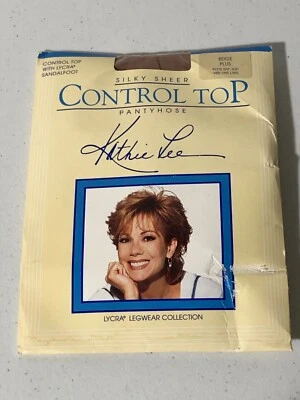 CONTROL TOP
WITH LYCRA®
SANDALFOOT
BEIGE
PLUS
SILKY SHEER
CONTROL TOP
PANTYHOSE
Kathie Lee
LYCRA® LEGWEAR COLLECTION